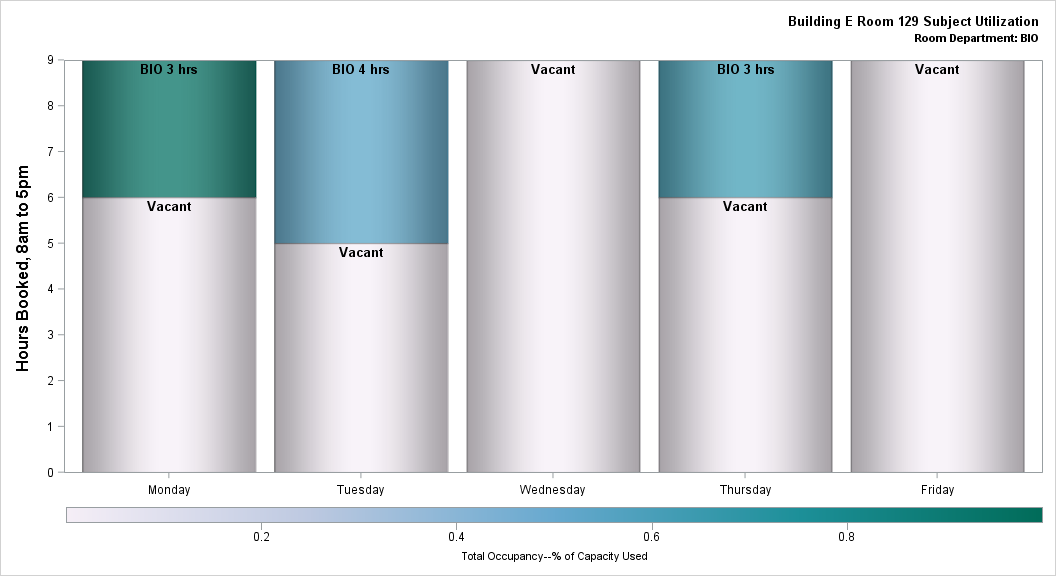 Building E Room 129 Subject Utilization
Room Department: BIO
Hours Booked, 8am to 5pm
9
8
7
6
5
4
3
2
1
0
BIO 3 hrs
Vacant
BIO 4 hrs
Vacant
Vacant
BIO 3 hrs
Vacant
Vacant
Monday Tuesday Wednesday Thursday Friday
0.2 0.4 0.6 0.8
Total Occupancy--% of Capacity Used